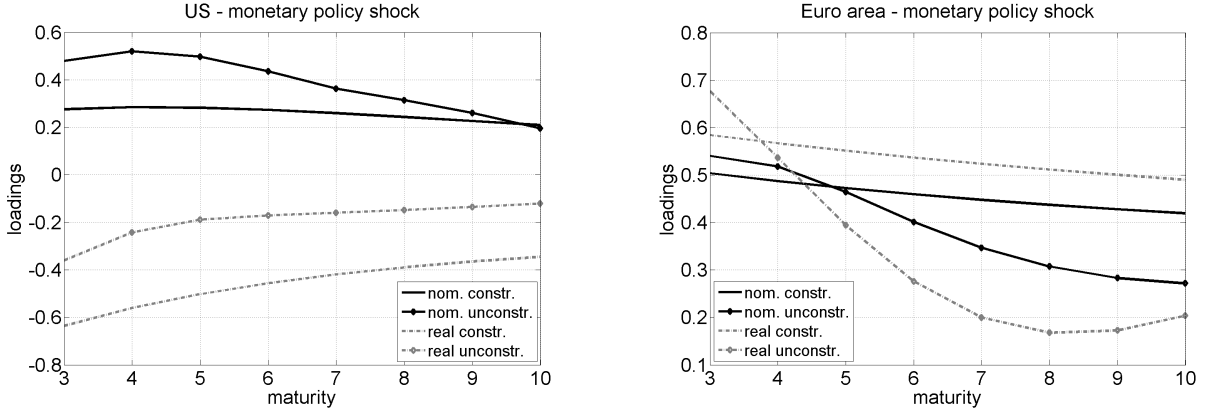 US - monetary policy shock
0.6
0.4
0.2
0
-0.2
-0.4
-0.6
-0.8
loadings
nom. constr.
nom. unconstr.
real constr.
real unconstr.
3 4 5 6 7 8 9 10
maturity
Euro area - monetary policy shock
0.8
0.7
0.6
0.5
0.4
0.3
0.2
0.1
loadings
nom. constr.
nom. unconstr.
real constr.
real unconstr.
3 4 5 6 7 8 9 10
maturity